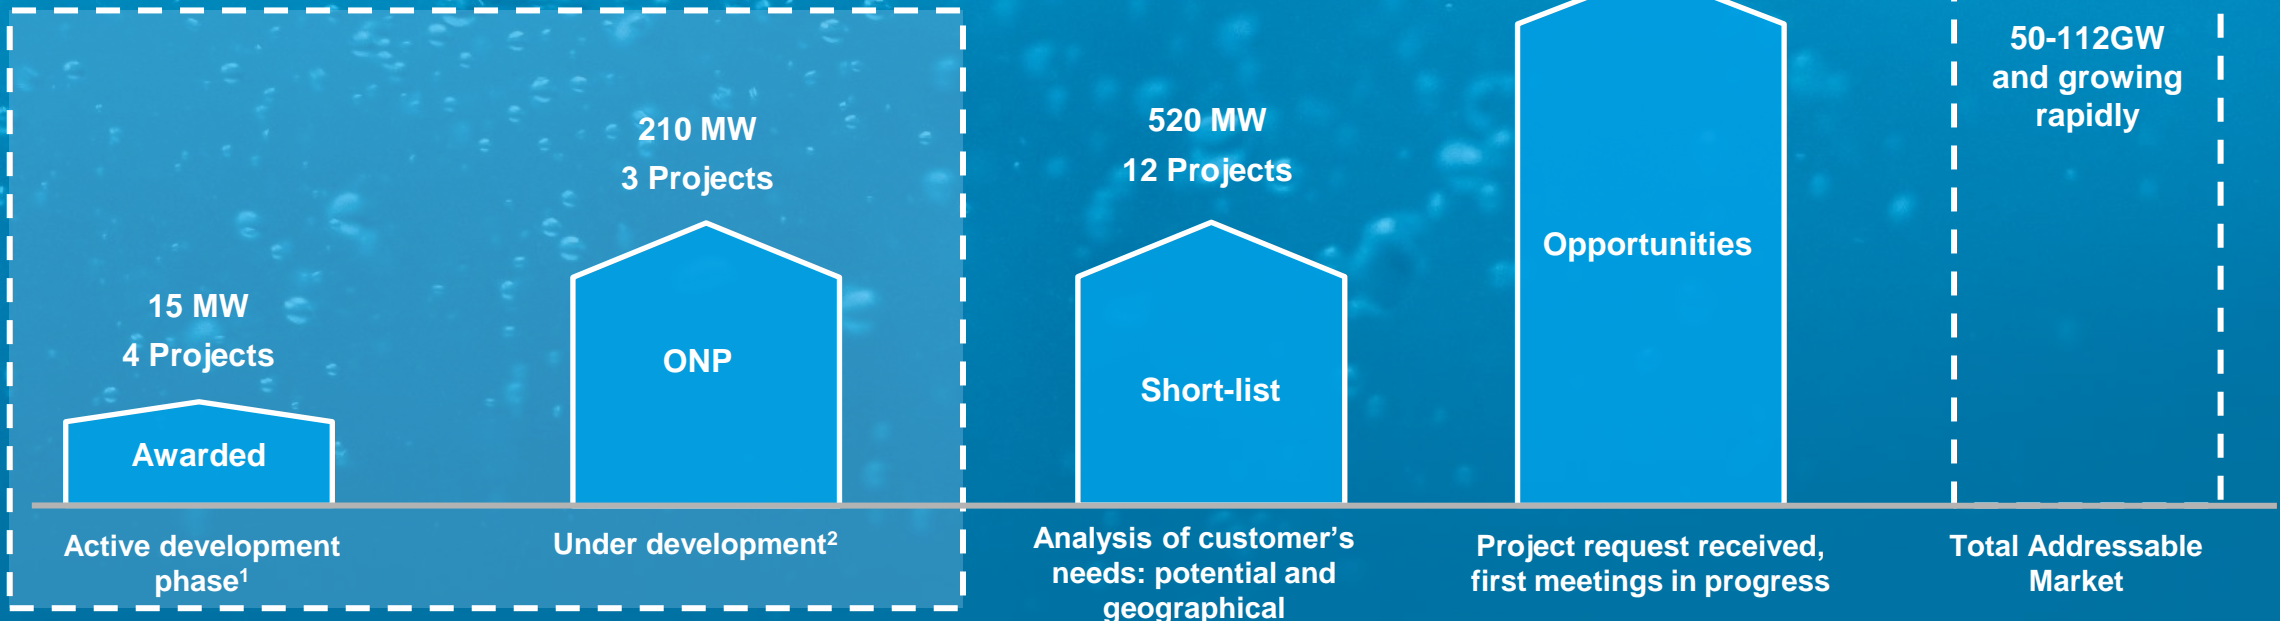 15 MW
4 Projects
Awarded
Active development
phase1
210 MW
3 Projects
ONP
Under development2
520 MW
12 Projects
Short-list
Analysis of customer’s
needs: potential and
geographical
Opportunities
Project request received,
first meetings in progress
50-112GW
and growing
rapidly
Total Addressable
Market